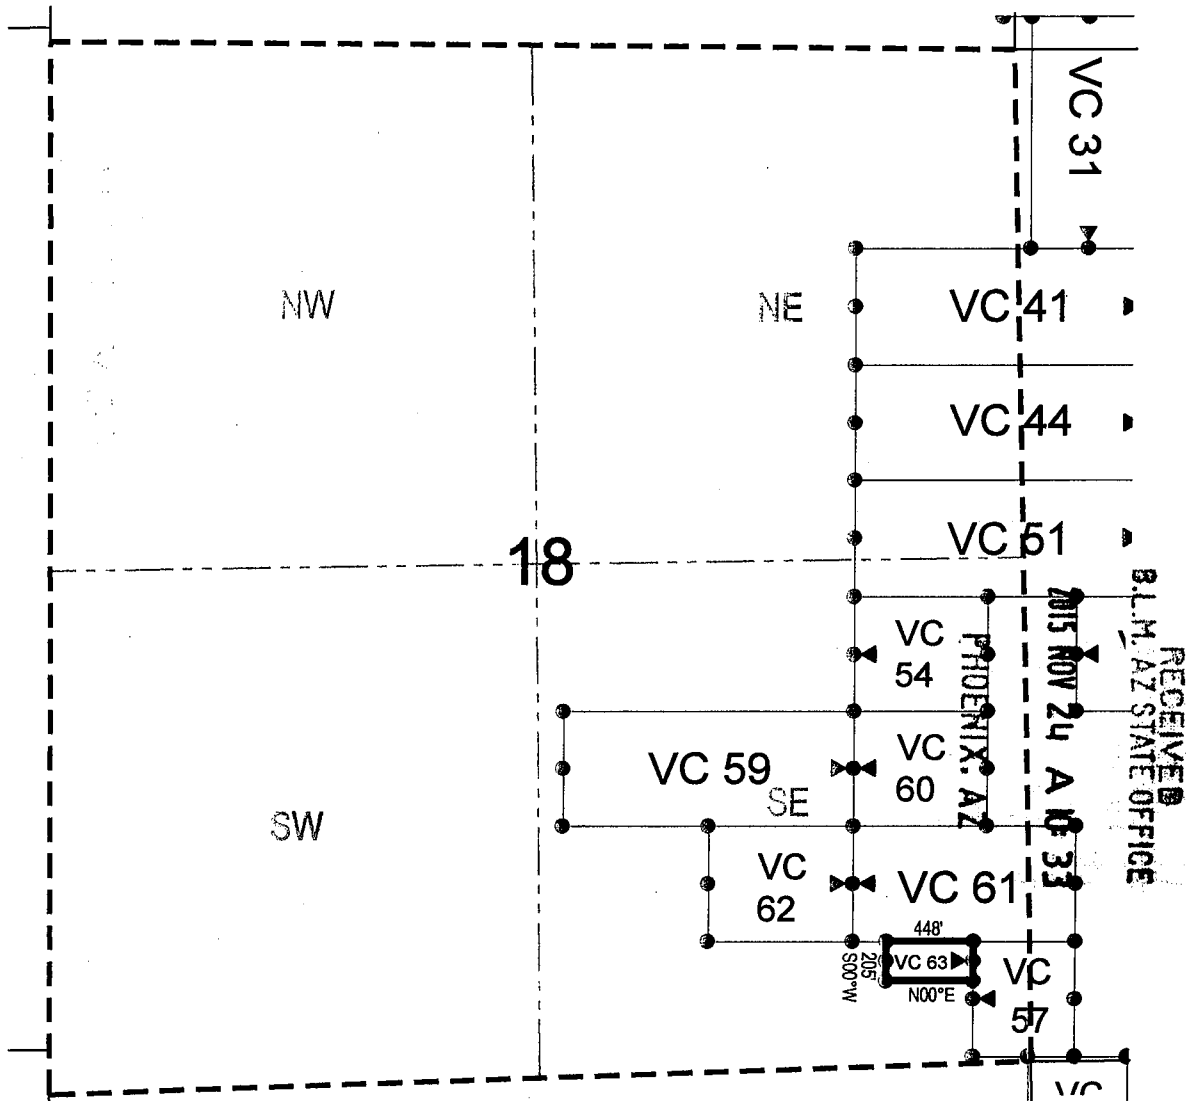 VC 31
NW
NE
VC 41
VC 44
VC 51
18
RECEIVED
B.L.M. AZ STATE OFFICE
2015 NOV 24 A 10: 33
PHOENIX, AZ
VC
54
VC 59
VC
60
SW
SE
VC
62
VC 61
448'
205'
S00°W
VC 63
N00°E
VC
57
VC